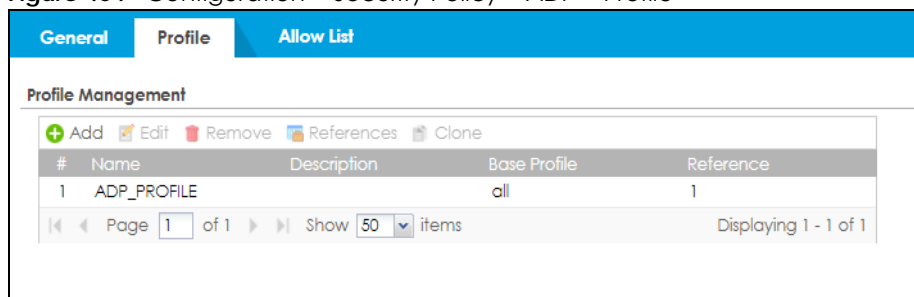 General Profile Allow List
Profile Management
Add Edit Remove References Clone
# Name Description Base Profile Reference
1 ADP_PROFILE all 1
Page 1 of 1 Show 50 items Displaying 1 - 1 of 1